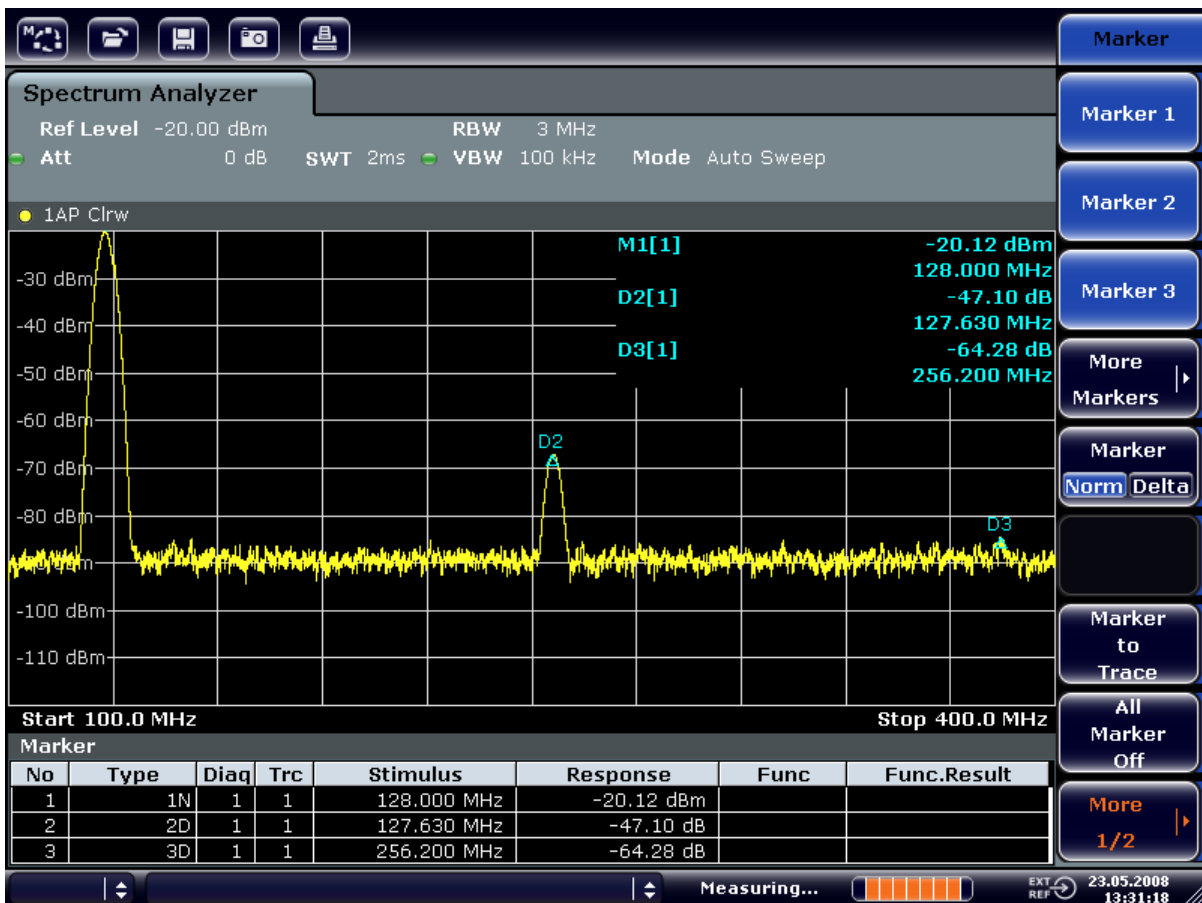 M
Marker
Spectrum Analyzer
Ref Level -20.00 dBm RBW 3 MHz
Att 0 dB SWT 2ms VBW 100 kHz Mode Auto Sweep
1AP Clrw
M1[1] -20.12 dBm
128.000 MHz
D2[1] -47.10 dB
127.630 MHz
D3[1] -64.28 dB
256.200 MHz
-30 dBm
-40 dBm
-50 dBm
-60 dBm
-70 dBm
-80 dBm
-100 dBm
-110 dBm
D2
D3
Start 100.0 MHz Stop 400.0 MHz
Marker
No Type Diag Trc Stimulus Response Func Func.Result
1 1N 1 1 128.000 MHz -20.12 dBm
2 2D 1 1 127.630 MHz -47.10 dB
3 3D 1 1 256.200 MHz -64.28 dB
Measuring...
EXT
REF
23.05.2008
13:31:18
Marker 1
Marker 2
Marker 3
More
Markers
Marker
Norm Delta
Marker
to
Trace
All
Marker
Off
More
1/2